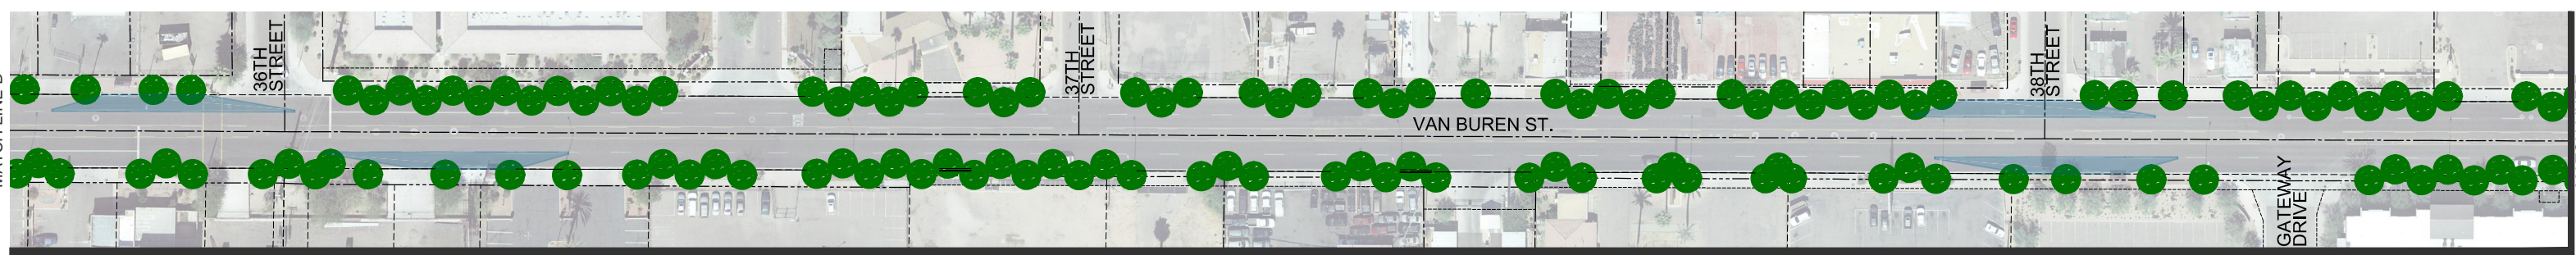 36TH
STREET
37TH
STREET
VAN BUREN ST.
38TH
STREET
GATEWAY
DRIVE